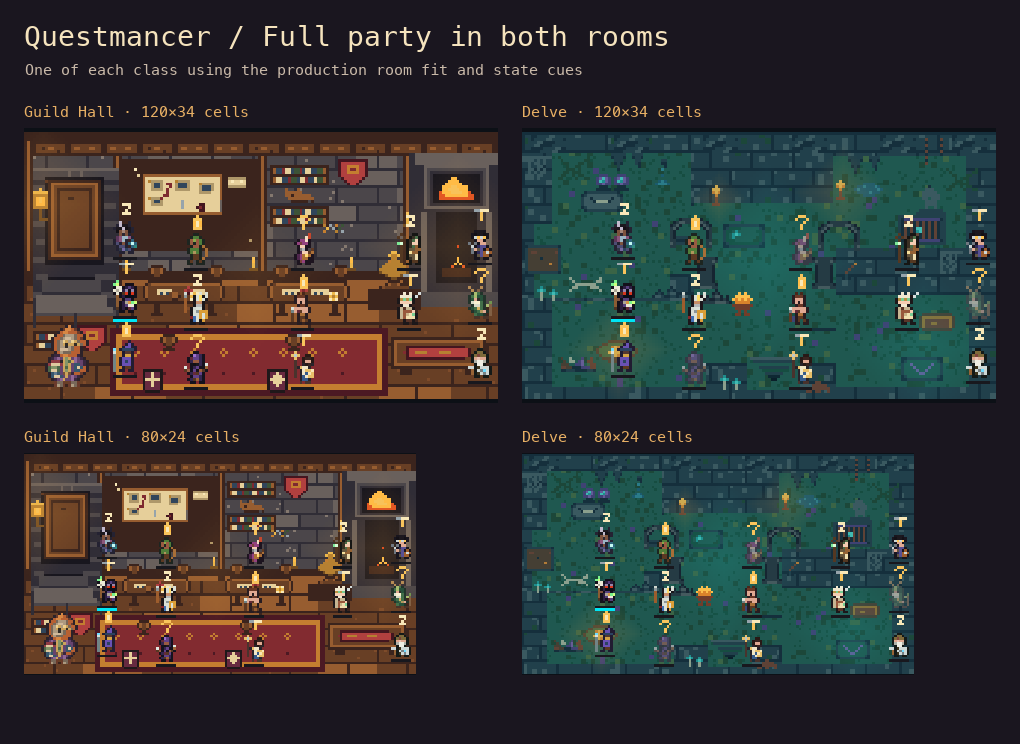 Questmancer / Full party in both rooms
One of each class using the production room fit and state cues
Guild Hall · 120×34 cells
Delve · 120×34 cells
Guild Hall · 80×24 cells
Delve · 80×24 cells